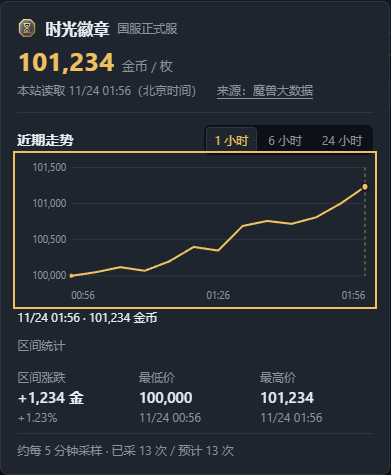 时光徽章 国服正式服
101,234 金币 / 枚
本站读取 11/24 01:56（北京时间） 来源：魔兽大数据
近期走势 1 小时 6 小时 24 小时
101,500
101,000
100,500
100,000
00:56 01:26 01:56
11/24 01:56 · 101,234 金币
区间统计
区间涨跌 最低价 最高价
+1,234 金 100,000 101,234
+1.23% 11/24 00:56 11/24 01:56
约每 5 分钟采样 · 已采 13 次 / 预计 13 次